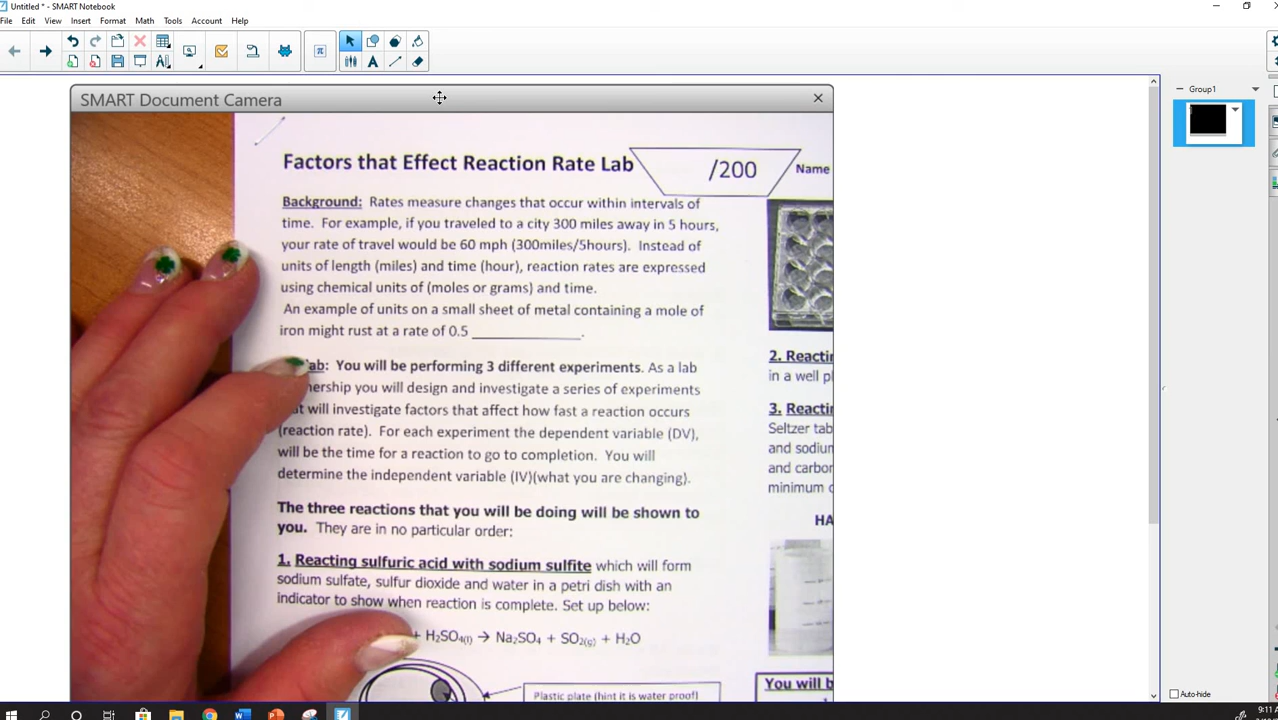 Untitled * - SMART Notebook
File Edit View Insert Format Math Tools Account Help
SMART Document Camera
Group1
Factors that Effect Reaction Rate Lab
/200
Name
Background: Rates measure changes that occur within intervals of
time. For example, if you traveled to a city 300 miles away in 5 hours,
your rate of travel would be 60 mph (300miles/5hours). Instead of
units of length (miles) and time (hour), reaction rates are expressed
using chemical units of (moles or grams) and time.
An example of units on a small sheet of metal containing a mole of
iron might rust at a rate of 0.5 ____________.
ab: You will be performing 3 different experiments. As a lab
nership you will design and investigate a series of experiments
at will investigate factors that affect how fast a reaction occurs
(reaction rate). For each experiment the dependent variable (DV),
will be the time for a reaction to go to completion. You will
determine the independent variable (IV)(what you are changing).
The three reactions that you will be doing will be shown to
you. They are in no particular order:
1. Reacting sulfuric acid with sodium sulfite which will form
sodium sulfate, sulfur dioxide and water in a petri dish with an
indicator to show when reaction is complete. Set up below:
+ H₂SO₄₍l₎ → Na₂SO₄ + SO₂(g) + H₂O
Plastic plate (hint it is water proof)
2. Reacti
in a well pl
3. Reacti
Seltzer tab
and sodiu
and carbo
minimum
HA
You will b
Auto-hide
9:11 A